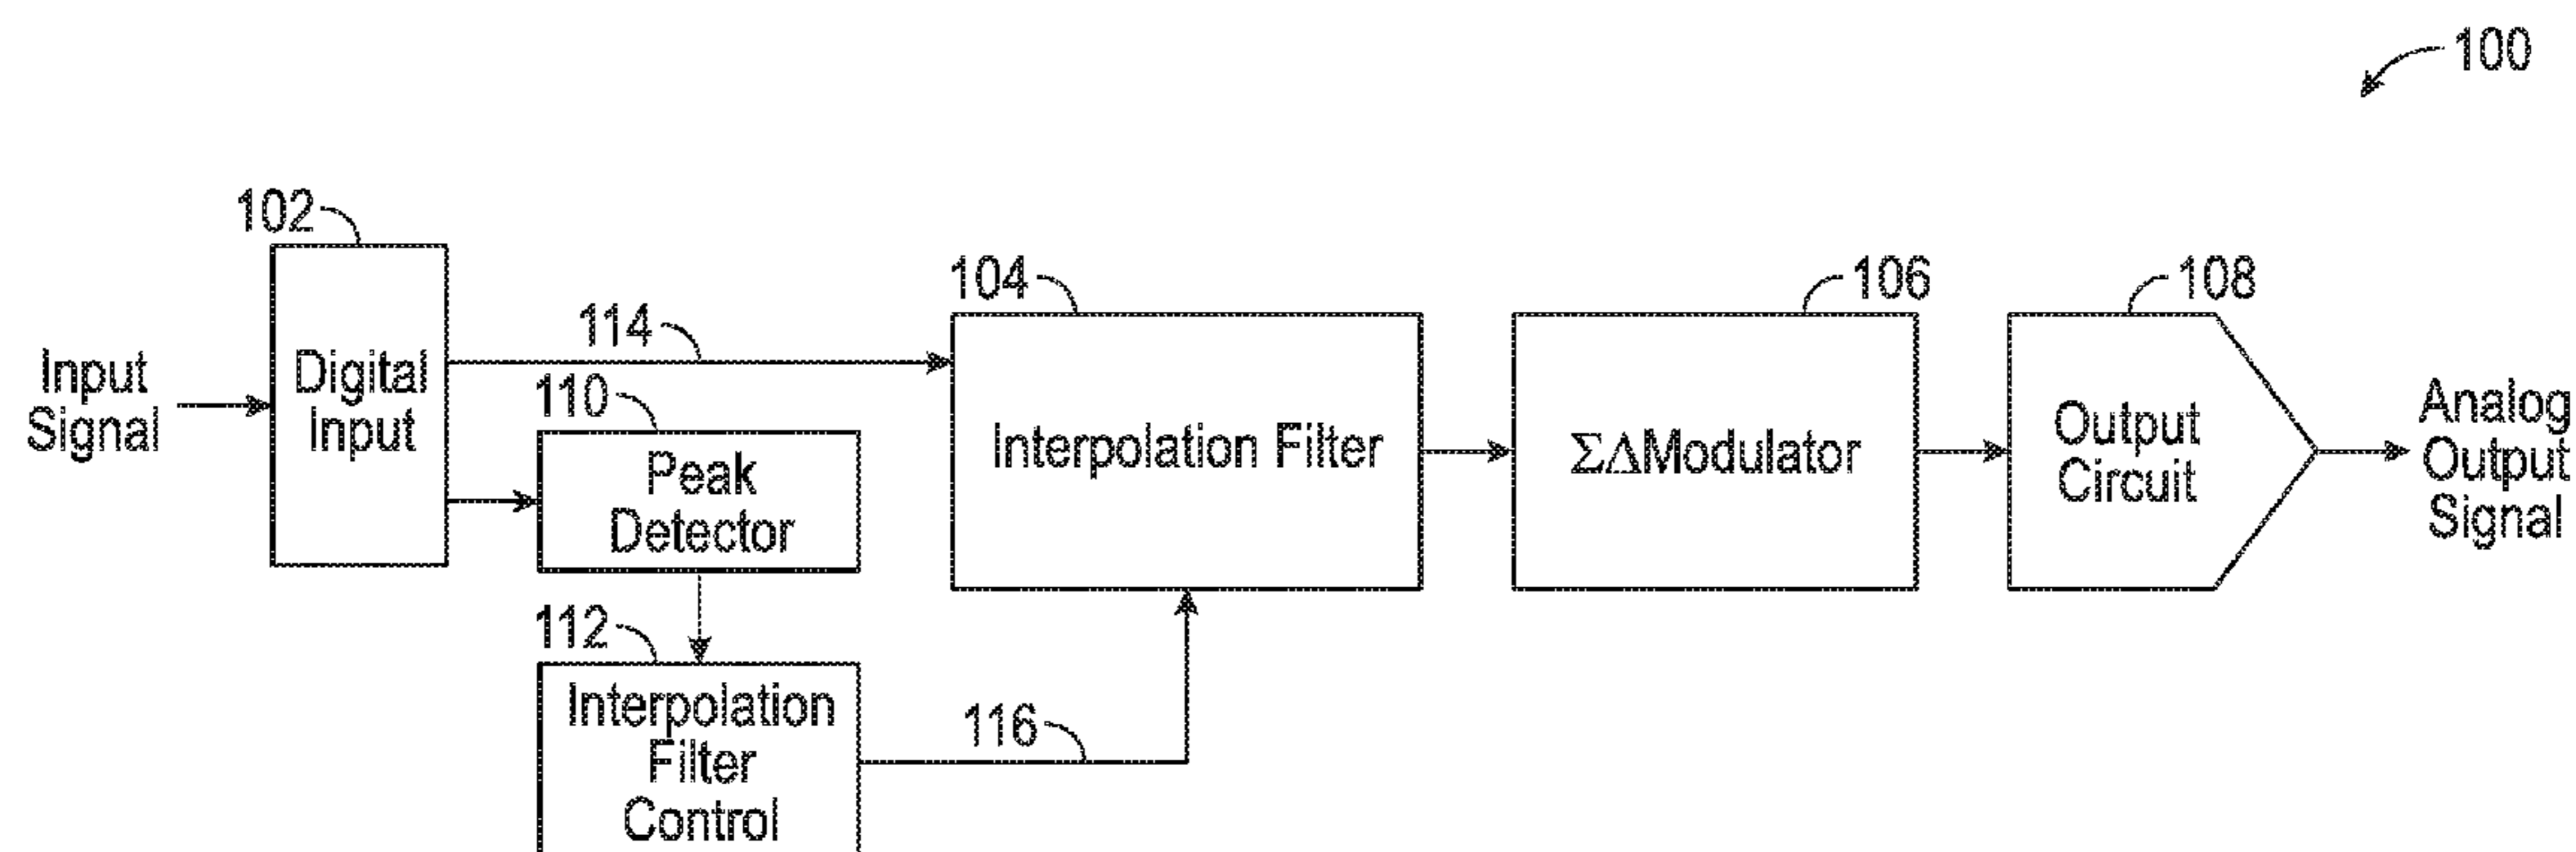 100
102
Input
Signal
Digital
Input
114
110
Peak
Detector
112
Interpolation
Filter
Control
116
104
Interpolation Filter
106
ΣΔModulator
108
Output
Circuit
Analog
Output
Signal